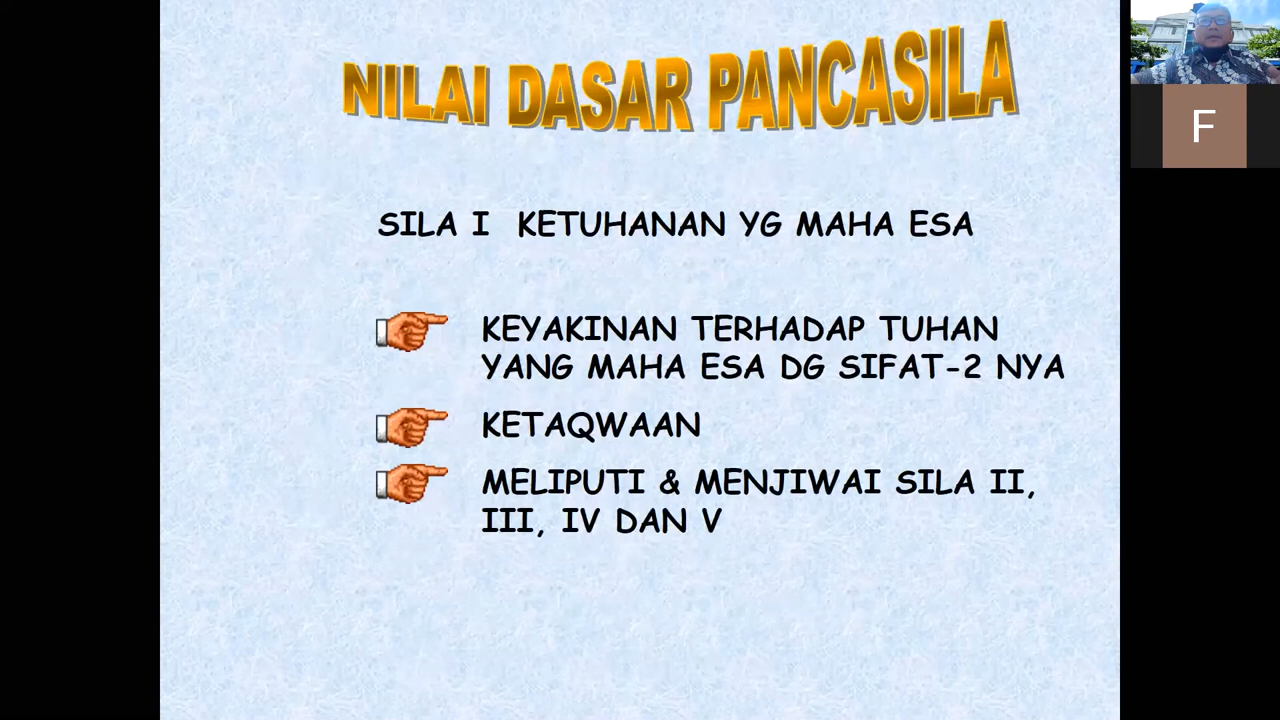 NILAI DASAR PANCASILA
SILA I KETUHANAN YG MAHA ESA
KEYAKINAN TERHADAP TUHAN
YANG MAHA ESA DG SIFAT-2 NYA
KETAQWAAN
MELIPUTI & MENJIWAI SILA II,
III, IV DAN V
F